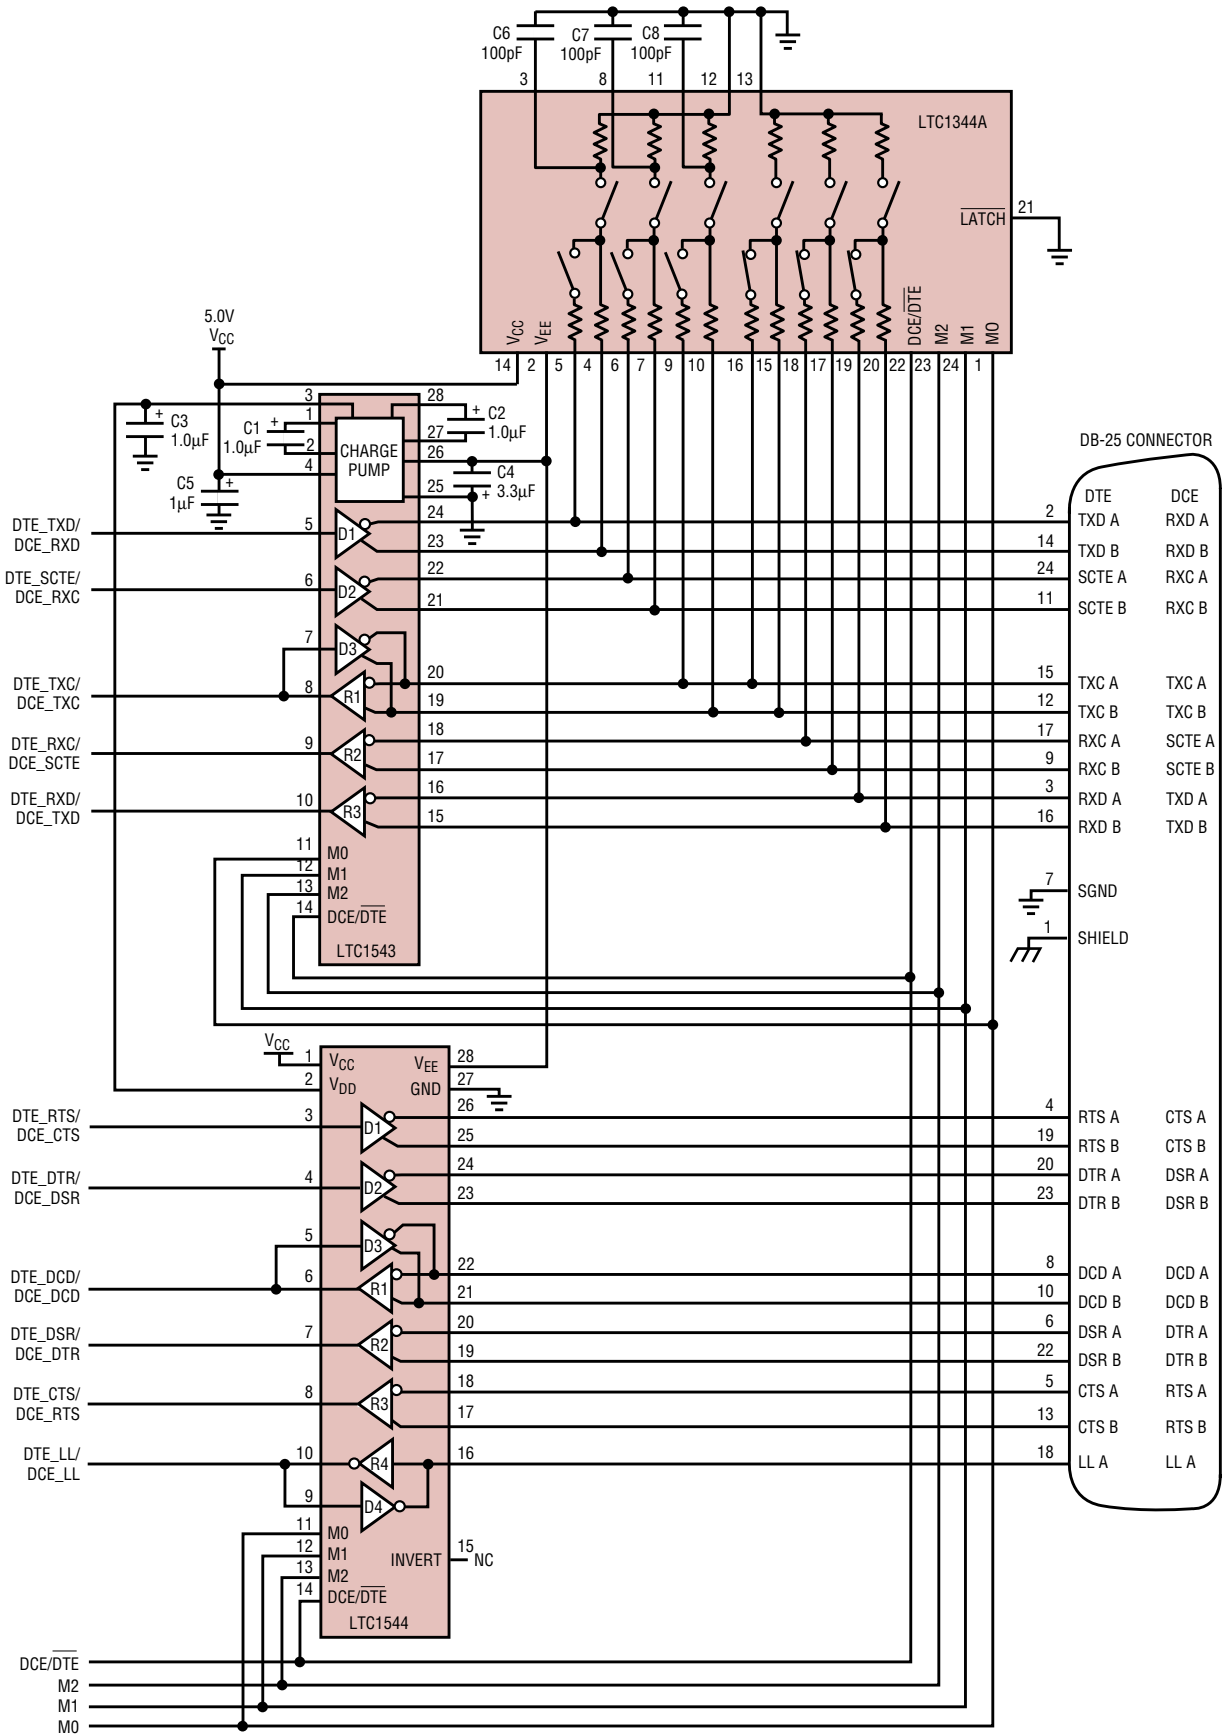 C6
100pF
C7
100pF
C8
100pF
3
8
11
12
13
LTC1344A
LATCH
21
DCE/DTE
M2
M1
M0
VCC
VEE
14
2
5
4
6
7
9
10
16
15
18
17
19
20
22
23
24
1
5.0V
VCC
3
28
C3
1.0µF
C1
1.0µF
1
2
4
CHARGE
PUMP
27
26
25
C2
1.0µF
C4
3.3µF
C5
1µF
+
+
+
+
+
DB-25 CONNECTOR
DTE
DCE
DTE_TXD/
DCE_RXD
5
D1
24
23
2
TXD A
RXD A
14
TXD B
RXD B
DTE_SCTE/
DCE_RXC
6
D2
22
21
24
SCTE A
RXC A
11
SCTE B
RXC B
7
D3
DTE_TXC/
DCE_TXC
8
R1
20
19
15
TXC A
TXC A
12
TXC B
TXC B
DTE_RXC/
DCE_SCTE
9
R2
18
17
17
RXC A
SCTE A
9
RXC B
SCTE B
DTE_RXD/
DCE_TXD
10
R3
16
15
3
RXD A
TXD A
16
RXD B
TXD B
11
M0
12
M1
13
M2
14
DCE/DTE
LTC1543
7
SGND
1
SHIELD
VCC
1
VCC
2
VDD
VEE
28
GND
27
DTE_RTS/
DCE_CTS
3
D1
26
25
4
RTS A
CTS A
19
RTS B
CTS B
DTE_DTR/
DCE_DSR
4
D2
24
23
20
DTR A
DSR A
23
DTR B
DSR B
5
D3
DTE_DCD/
DCE_DCD
6
R1
22
21
8
DCD A
DCD A
10
DCD B
DCD B
DTE_DSR/
DCE_DTR
7
R2
20
19
6
DSR A
DTR A
22
DSR B
DTR B
DTE_CTS/
DCE_RTS
8
R3
18
17
5
CTS A
RTS A
13
CTS B
RTS B
DTE_LL/
DCE_LL
10
R4
16
18
LL A
LL A
9
D4
11
M0
12
M1
13
M2
14
DCE/DTE
INVERT
15
NC
LTC1544
DCE/DTE
M2
M1
M0